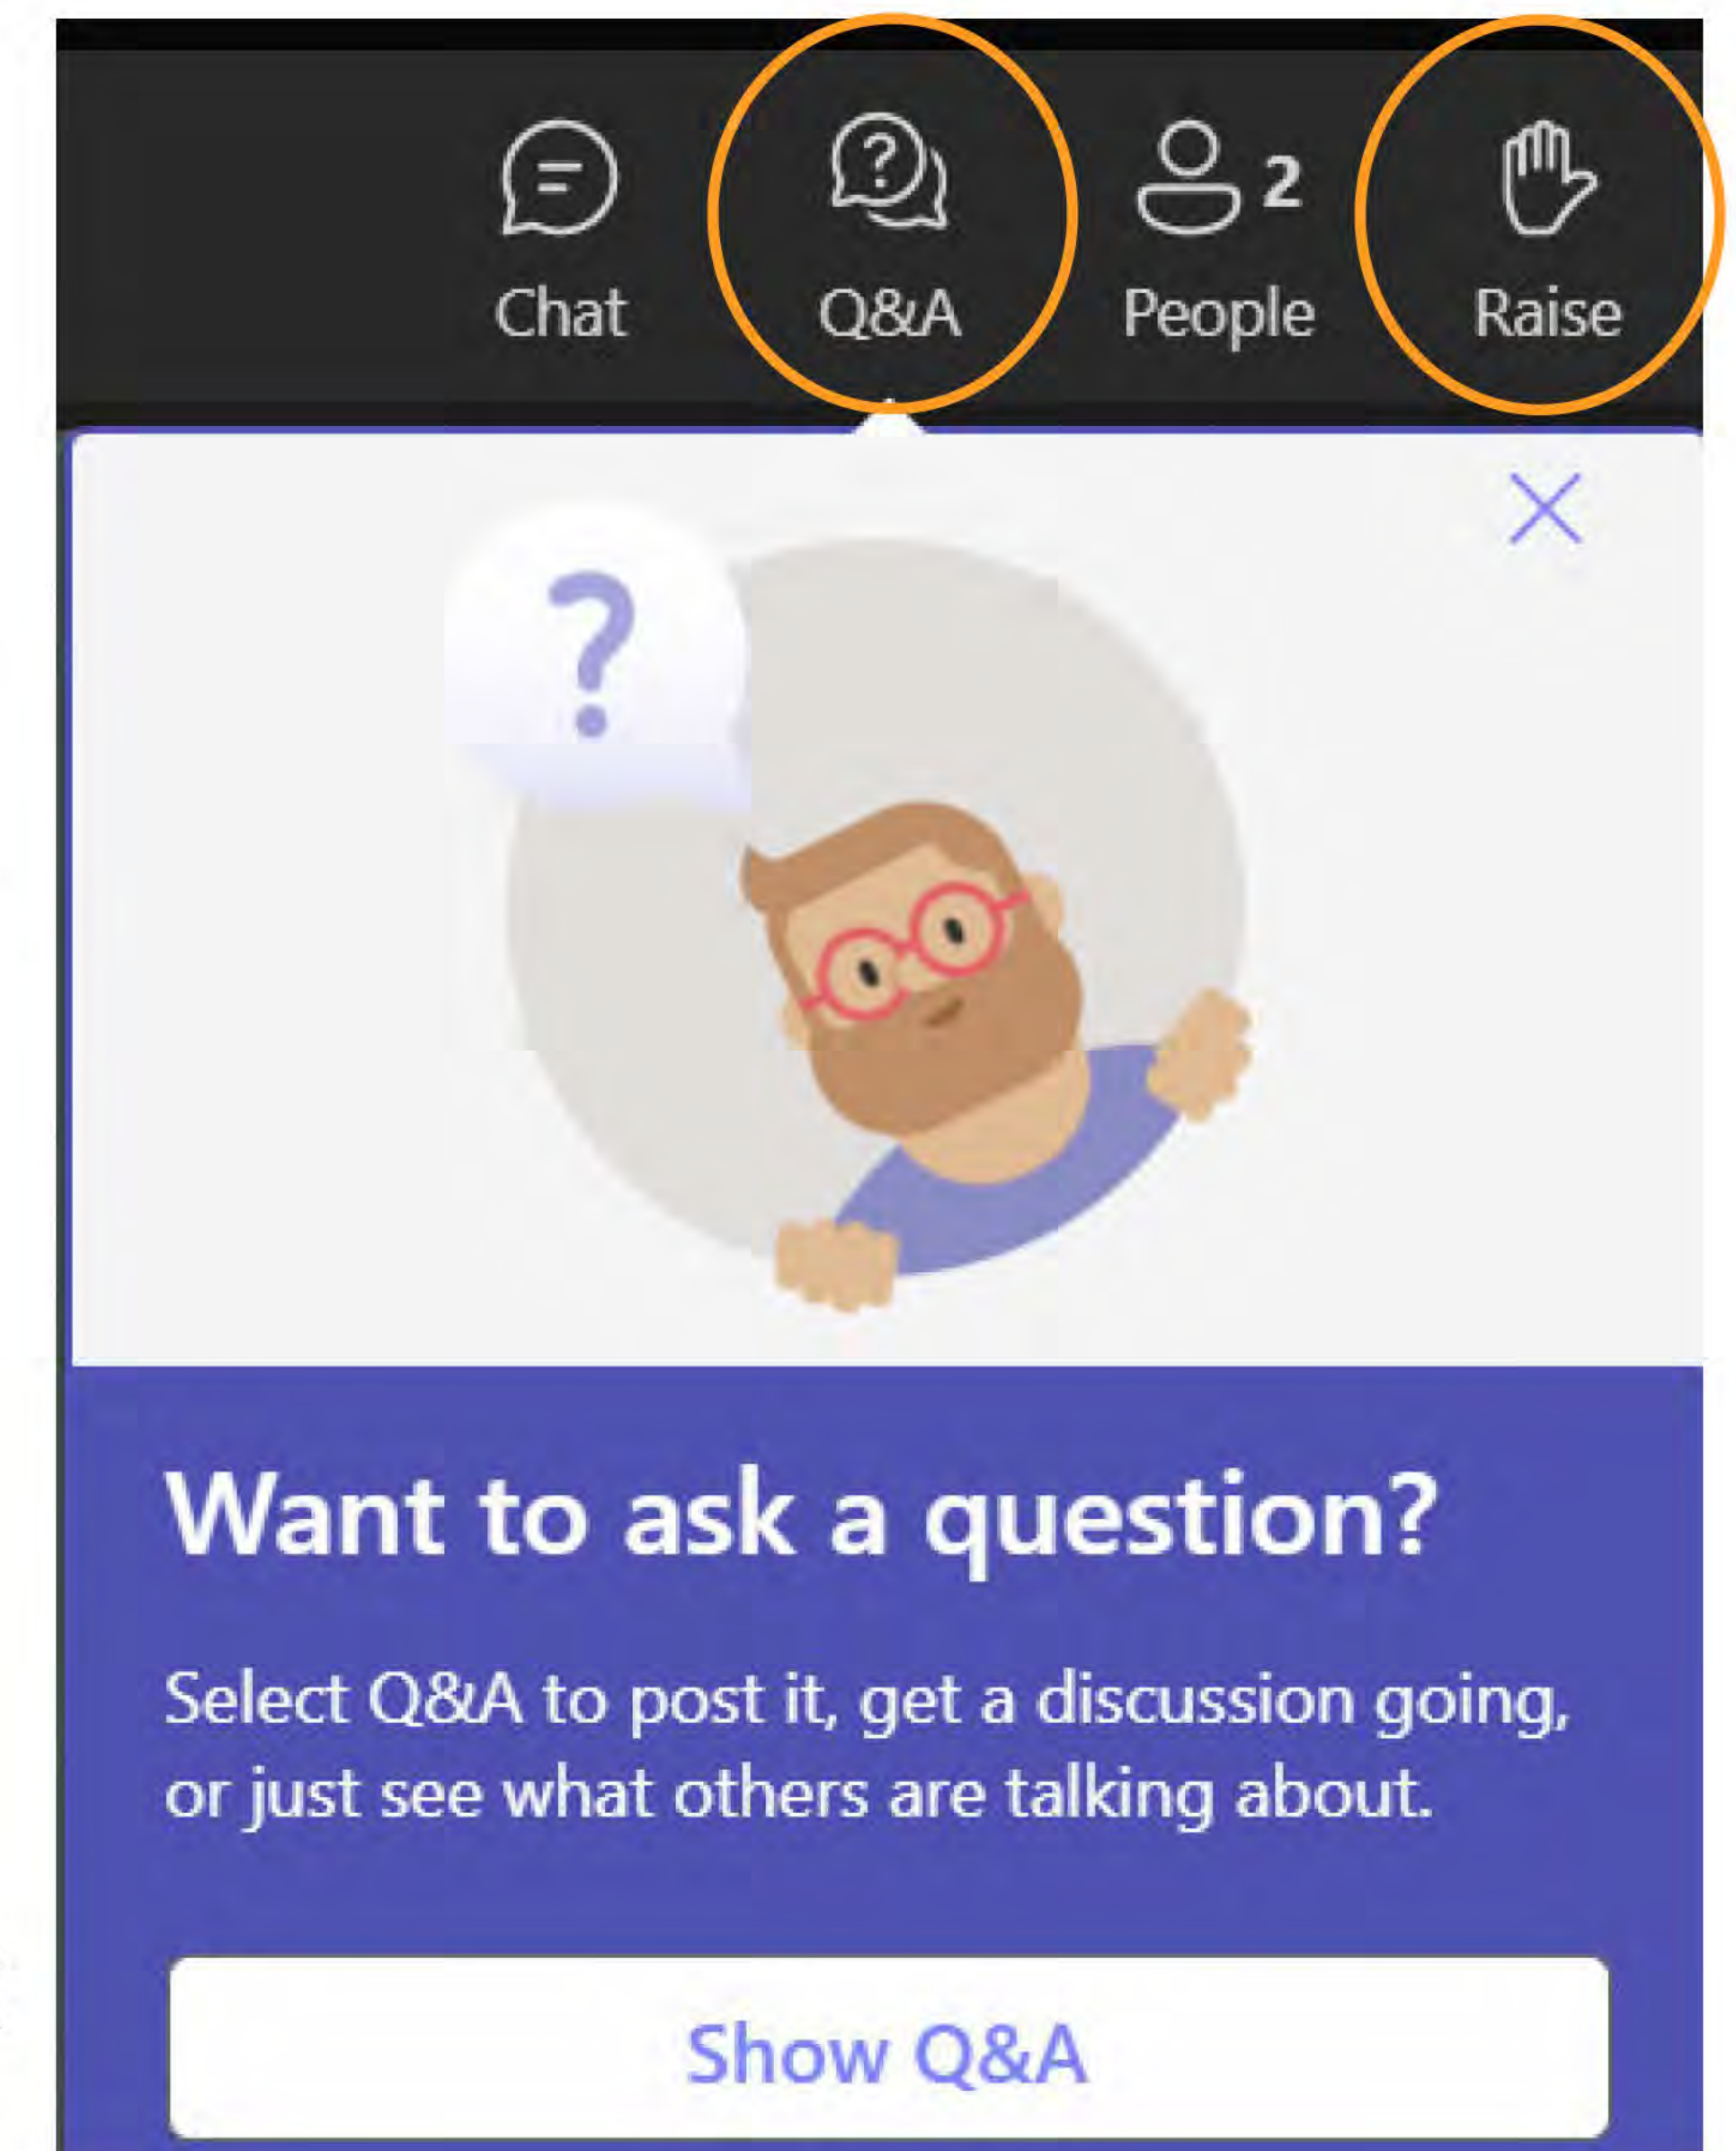 2
Chat Q&A People Raise
?
Want to ask a question?
Select Q&A to post it, get a discussion going,
or just see what others are talking about.
Show Q&A